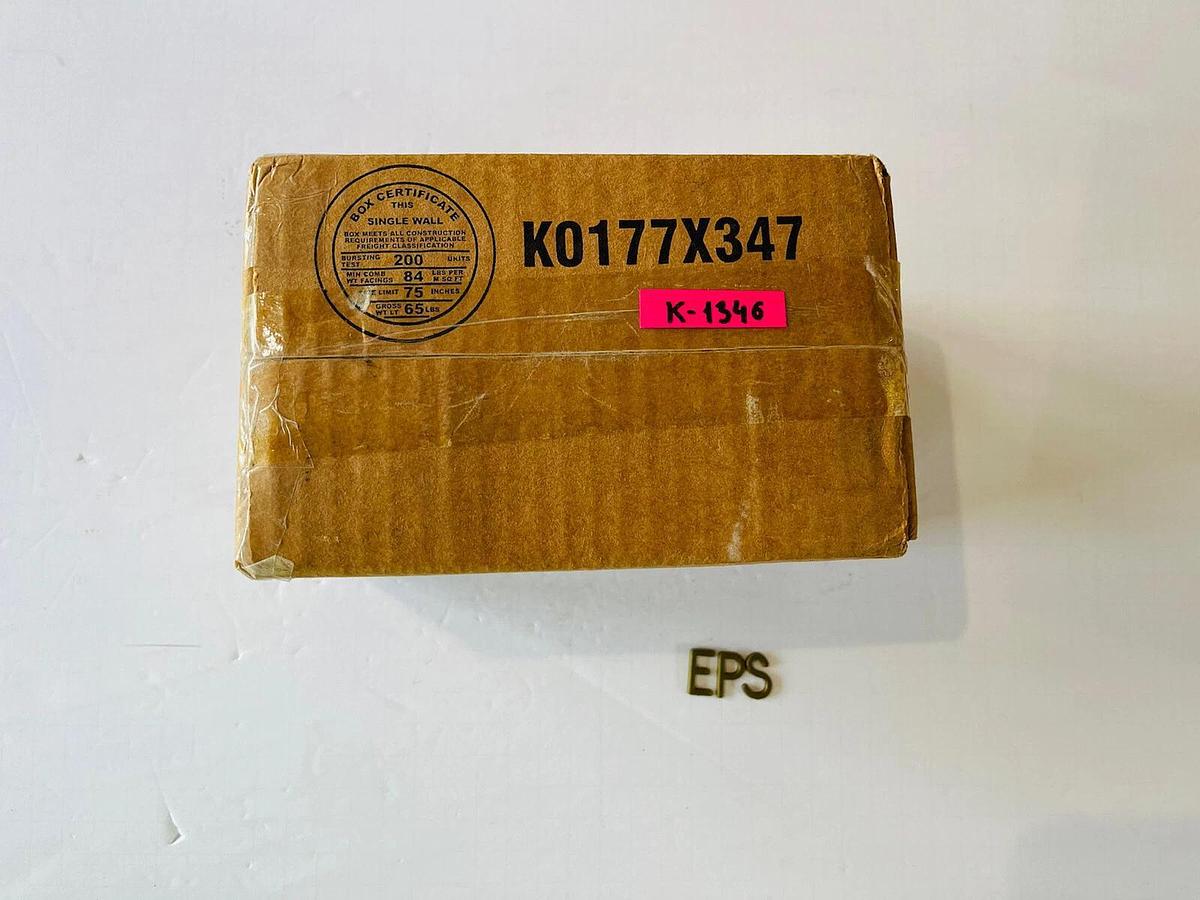 BOX CERTIFICATE
THIS
SINGLE WALL
BOX MEETS ALL CONSTRUCTION
REQUIREMENTS OF APPLICABLE
FREIGHT CLASSIFICATION
BURSTING TEST 200 UNITS
MIN COMB WT FACINGS 84 LBS PER M SQ FT
LIMIT 75 INCHES
GROSS WT LT 65 LBS
K0177X347
K-1346
EPS